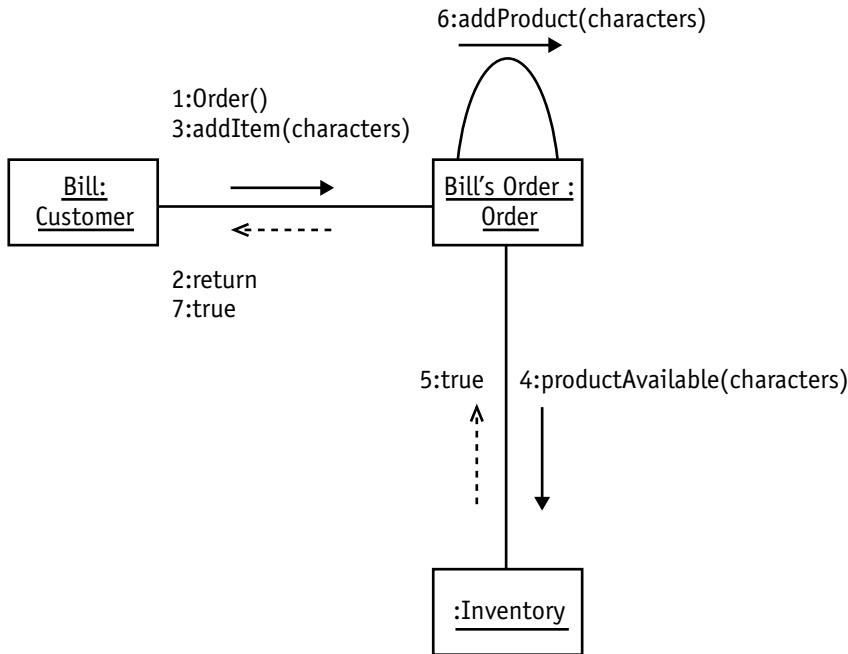 6:addProduct(characters)
1:Order()
3:addItem(characters)
Bill:
Customer
Bill's Order :
Order
2:return
7:true
5:true
4:productAvailable(characters)
:Inventory